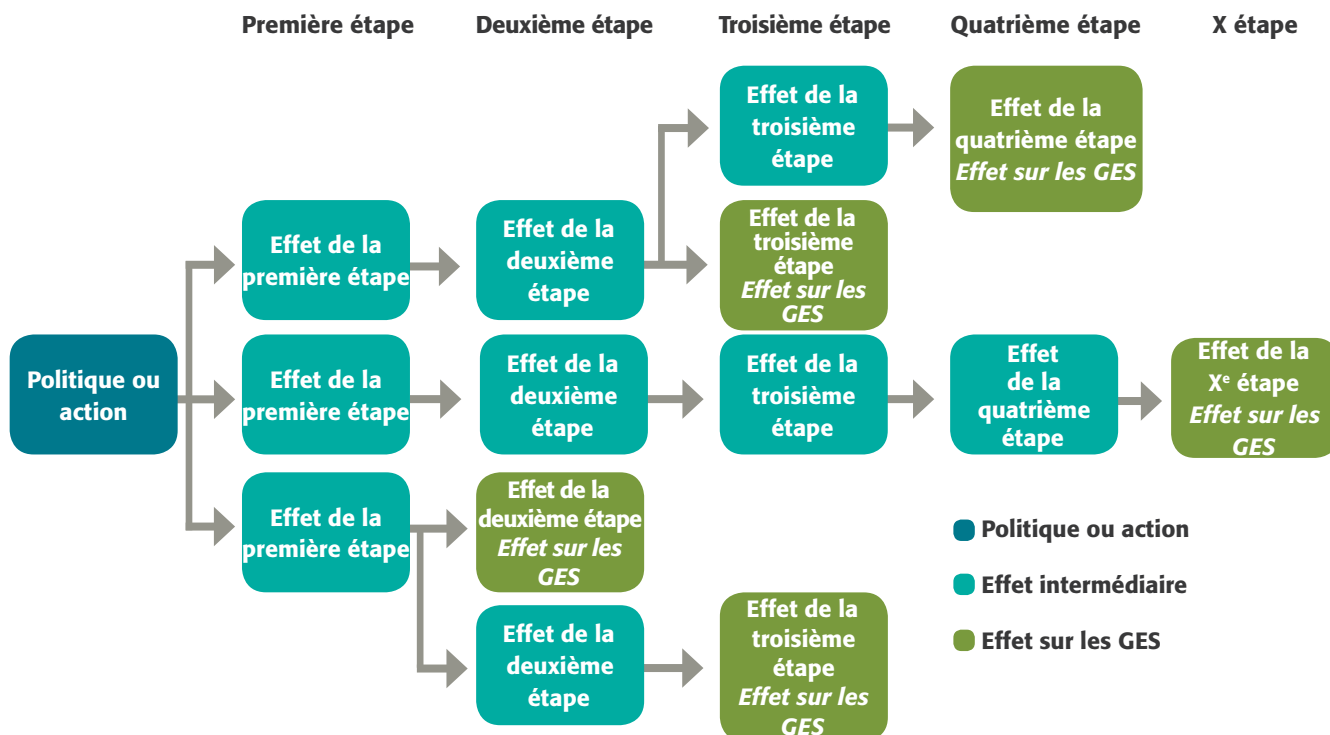 Première étape
Deuxième étape
Troisième étape
Quatrième étape
X étape
Effet de la
troisième
étape
Effet de la
quatrième étape
Effet sur les GES
Effet de la
première étape
Effet de la
deuxième
étape
Effet de la
troisième
étape
Effet sur les
GES
Politique ou
action
Effet de la
première étape
Effet de la
deuxième
étape
Effet de la
troisième
étape
Effet
de la
quatrième
étape
Effet de la
Xᵉ étape
Effet sur les
GES
Effet de la
première étape
Effet de la
deuxième étape
Effet sur les
GES
Effet de la
deuxième
étape
Effet de la
troisième
étape
Effet sur les
GES
Politique ou action
Effet intermédiaire
Effet sur les GES